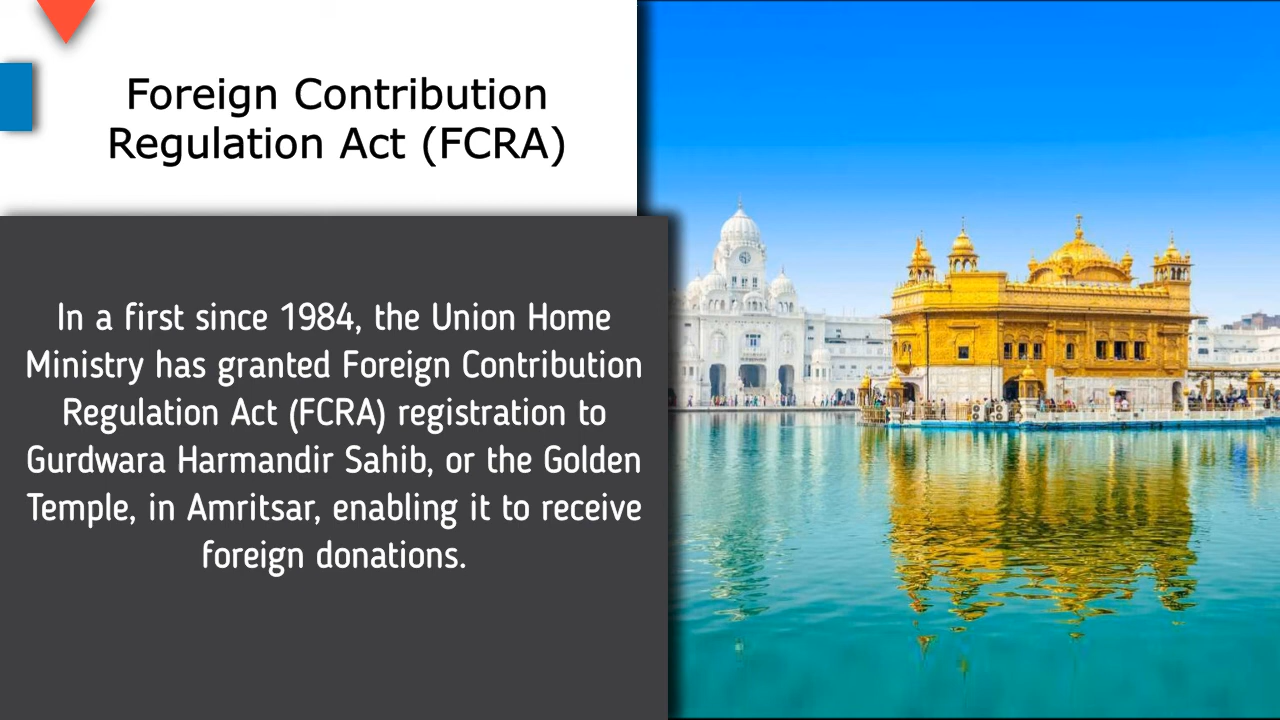 Foreign Contribution
Regulation Act (FCRA)
In a first since 1984, the Union Home
Ministry has granted Foreign Contribution
Regulation Act (FCRA) registration to
Gurdwara Harmandir Sahib, or the Golden
Temple, in Amritsar, enabling it to receive
foreign donations.